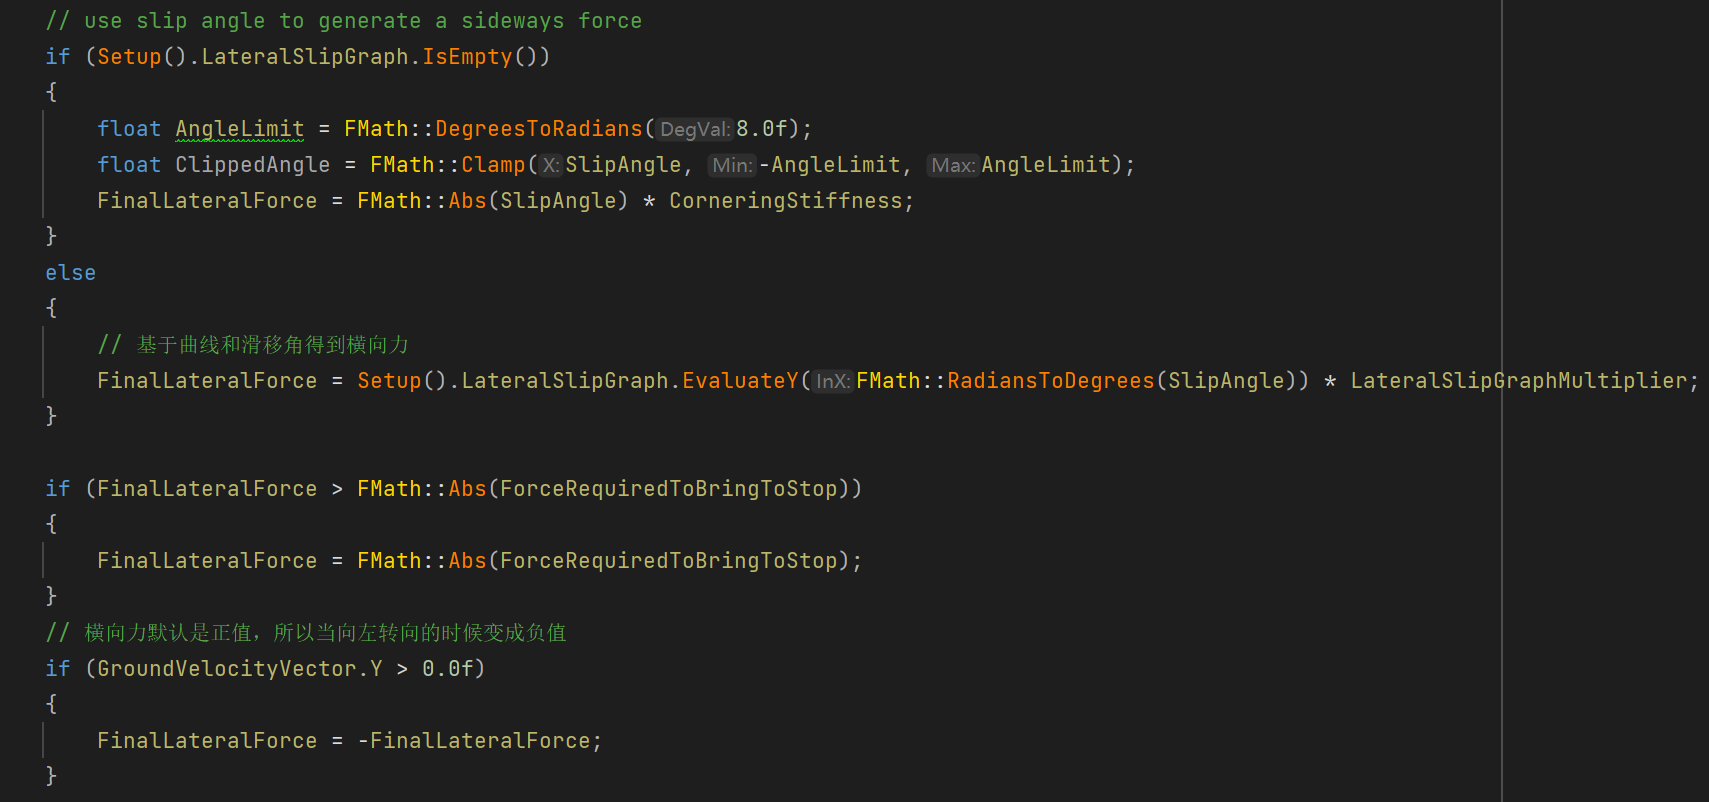 // use slip angle to generate a sideways force
if (Setup().LateralSlipGraph.IsEmpty())
{
float AngleLimit = FMath::DegreesToRadians(DegVal:8.0f);
float ClippedAngle = FMath::Clamp(X:SlipAngle, Min:-AngleLimit, Max:AngleLimit);
FinalLateralForce = FMath::Abs(SlipAngle) * CorneringStiffness;
}
else
{
// 基于曲线和滑移角得到横向力
FinalLateralForce = Setup().LateralSlipGraph.EvaluateY(InX:FMath::RadiansToDegrees(SlipAngle)) * LateralSlipGraphMultiplier;
}
if (FinalLateralForce > FMath::Abs(ForceRequiredToBringToStop))
{
FinalLateralForce = FMath::Abs(ForceRequiredToBringToStop);
}
// 横向力默认是正值，所以当向左转向的时候变成负值
if (GroundVelocityVector.Y > 0.0f)
{
FinalLateralForce = -FinalLateralForce;
}